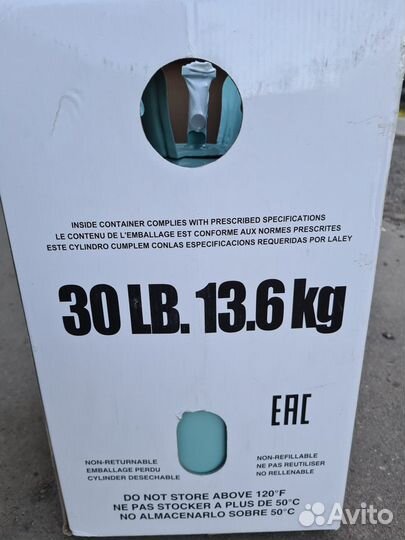 INSIDE CONTAINER COMPLIES WITH PRESCRIBED SPECIFICATIONS
LE CONTENU DE L'EMBALLAGE EST CONFORME AUX NORMES PRESCRITES
ESTE CYLINDRO CUMPLEM CONLAS ESPECIFICACION REQUERIDAS POR LALEY
30 LB. 13.6 kg
EAC
NON-RETURNABLE
EMBALLAGE PERDU
CYLINDER DESECHABLE
NON-REFILLABLE
NE PAS REUTILISER
NO RELLENABLE
DO NOT STORE ABOVE 120°F
NE PAS STOCKER A PLUS DE 50°C
NO ALMACENARLO SOBRE 50°C
Avito